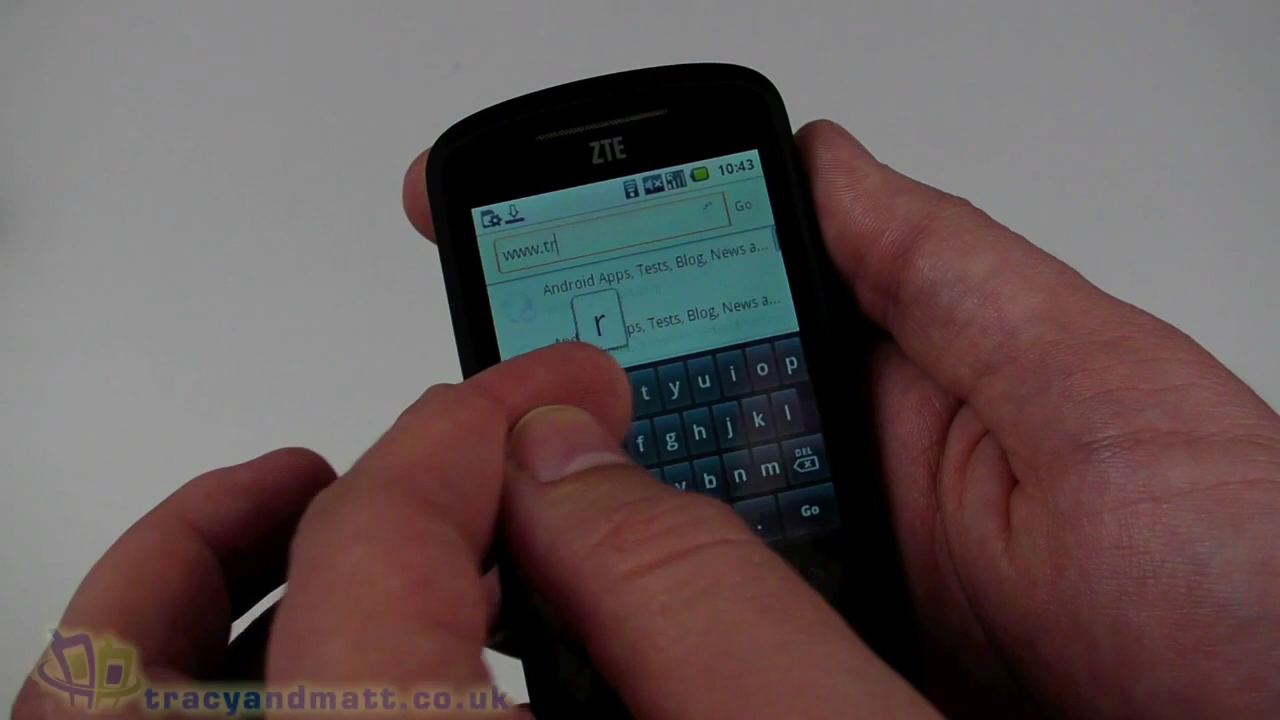 ZTE
10:43
www.tr
Go
Android Apps, Tests, Blog, News a...
r
ps, Tests, Blog, News a...
t y u i o p
f g h j k l
v b n m DEL
. Go
tracyandmatt.co.uk